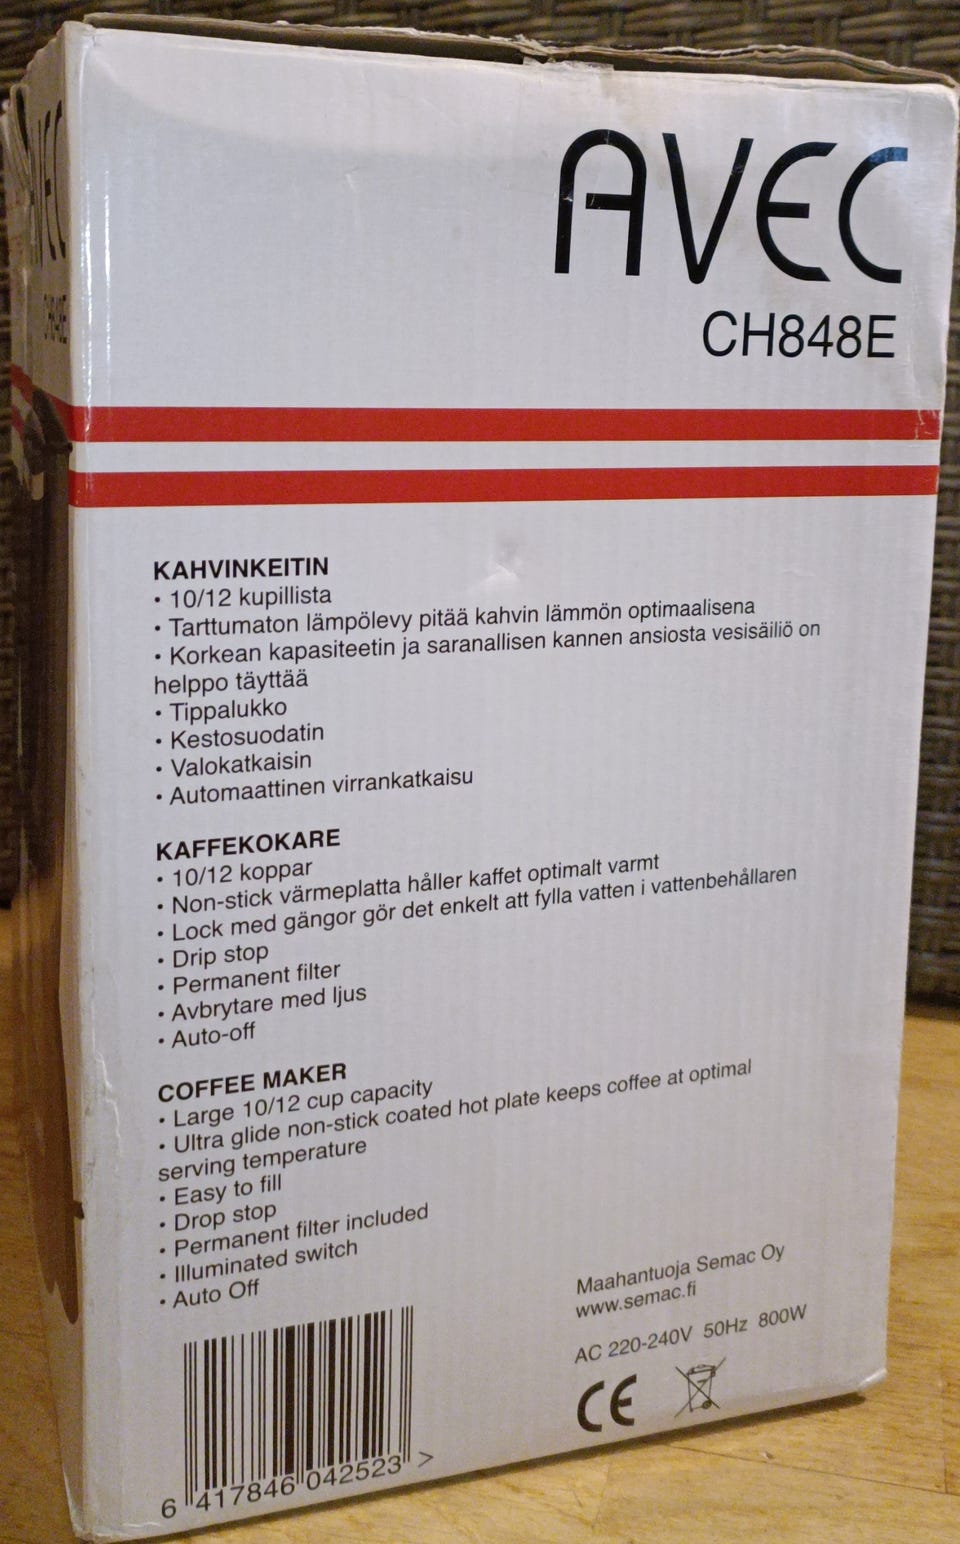 AVEC
CH848E
KAHVINKEITIN
• 10/12 kupillista
• Tarttumaton lämpölevy pitää kahvin lämmön optimaalisena
• Korkean kapasiteetin ja saranallisen kannen ansiosta vesisäiliö on
helppo täyttää
• Tippalukko
• Kestosuodatin
• Valokatkaisin
• Automaattinen virrankatkaisu
KAFFEKOKARE
• 10/12 koppar
• Non-stick värmeplatta håller kaffet optimalt varmt
• Lock med gängor gör det enkelt att fylla vatten i vattenbehållaren
• Drip stop
• Permanent filter
• Avbrytare med ljus
• Auto-off
COFFEE MAKER
• Large 10/12 cup capacity
• Ultra glide non-stick coated hot plate keeps coffee at optimal
serving temperature
• Easy to fill
• Drop stop
• Permanent filter included
• Illuminated switch
• Auto Off
Maahantuoja Semac Oy
www.semac.fi
AC 220-240V 50Hz 800W
CE
6 417846 042523 >
AVEC
CH848E